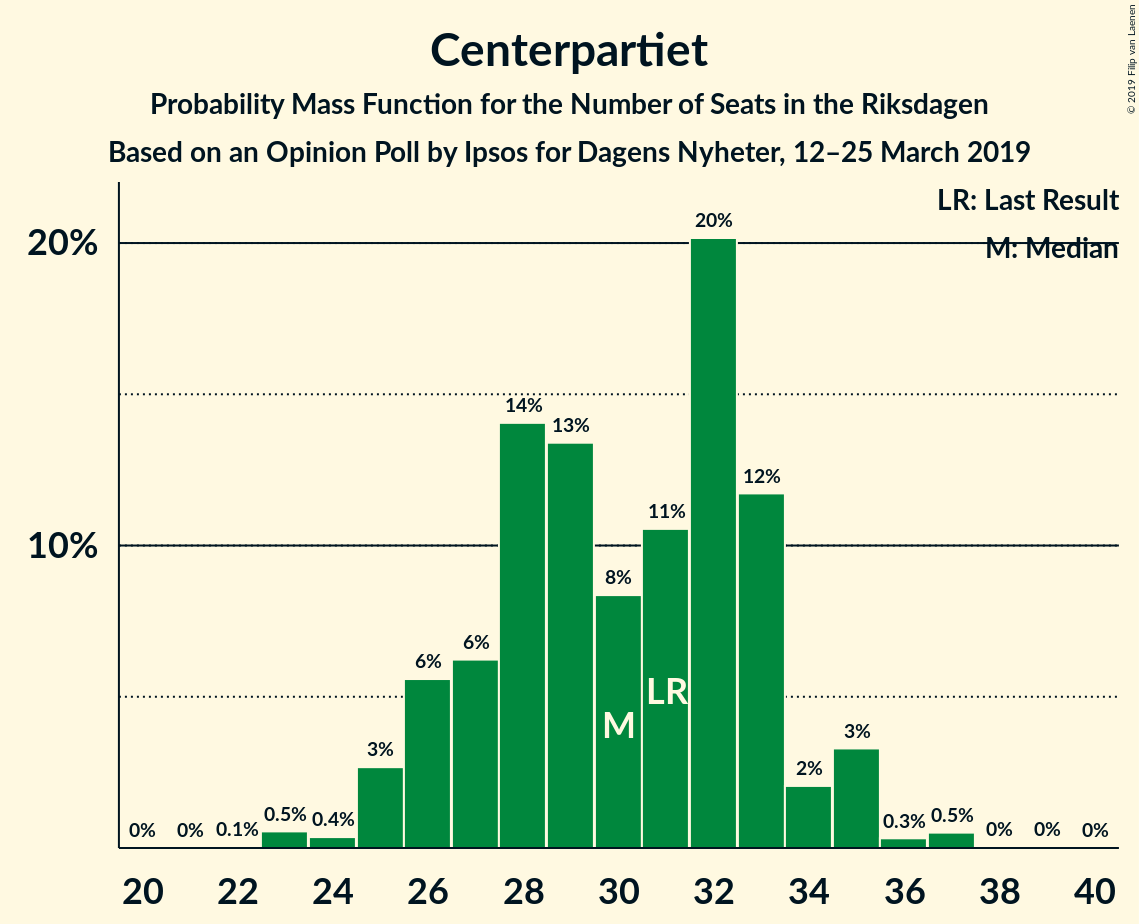 Centerpartiet
Probability Mass Function for the Number of Seats in the Riksdagen
Based on an Opinion Poll by Ipsos for Dagens Nyheter, 12–25 March 2019
© 2019 Filip van Laenen
LR: Last Result
M: Median
20%
10%
0% 0% 0.1% 0.5% 0.4% 3% 6% 6% 14% 13% 8% 11% 20% 12% 2% 3% 0.3% 0.5% 0% 0% 0%
M LR
20 22 24 26 28 30 32 34 36 38 40